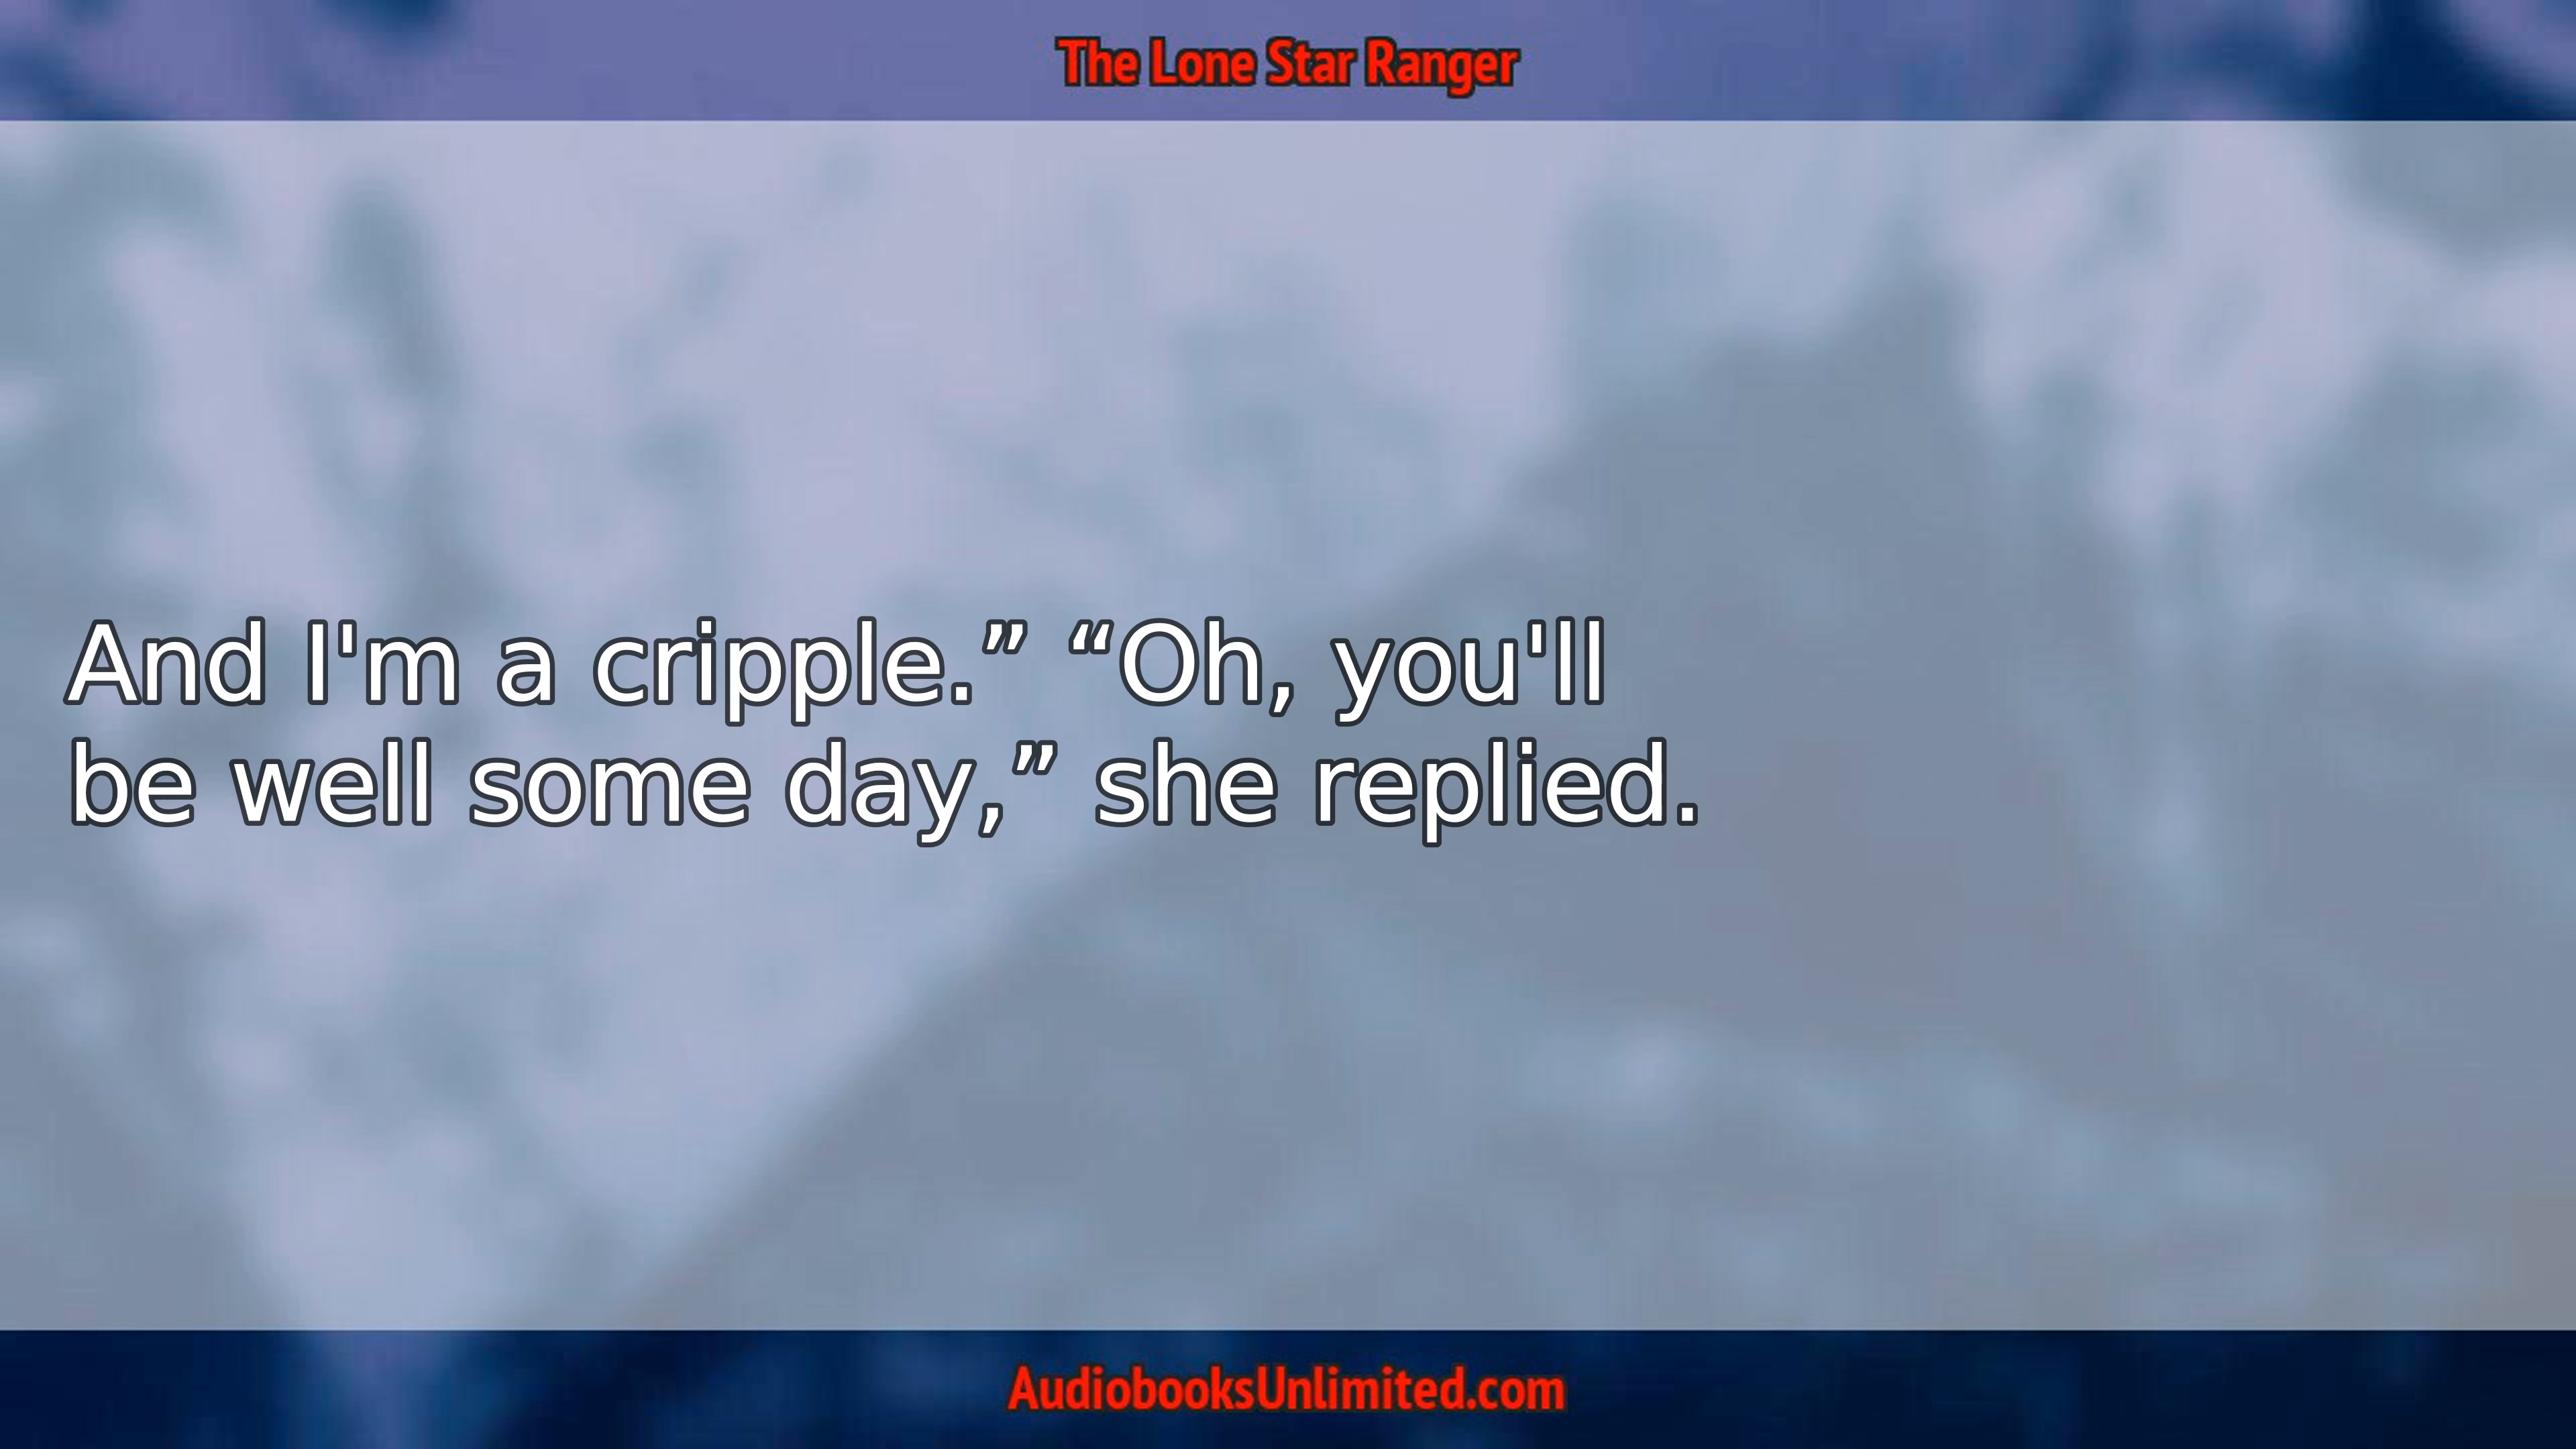 The Lone Star Ranger
And I'm a cripple.” “Oh, you'll
be well some day,” she replied.
AudiobooksUnlimited.com